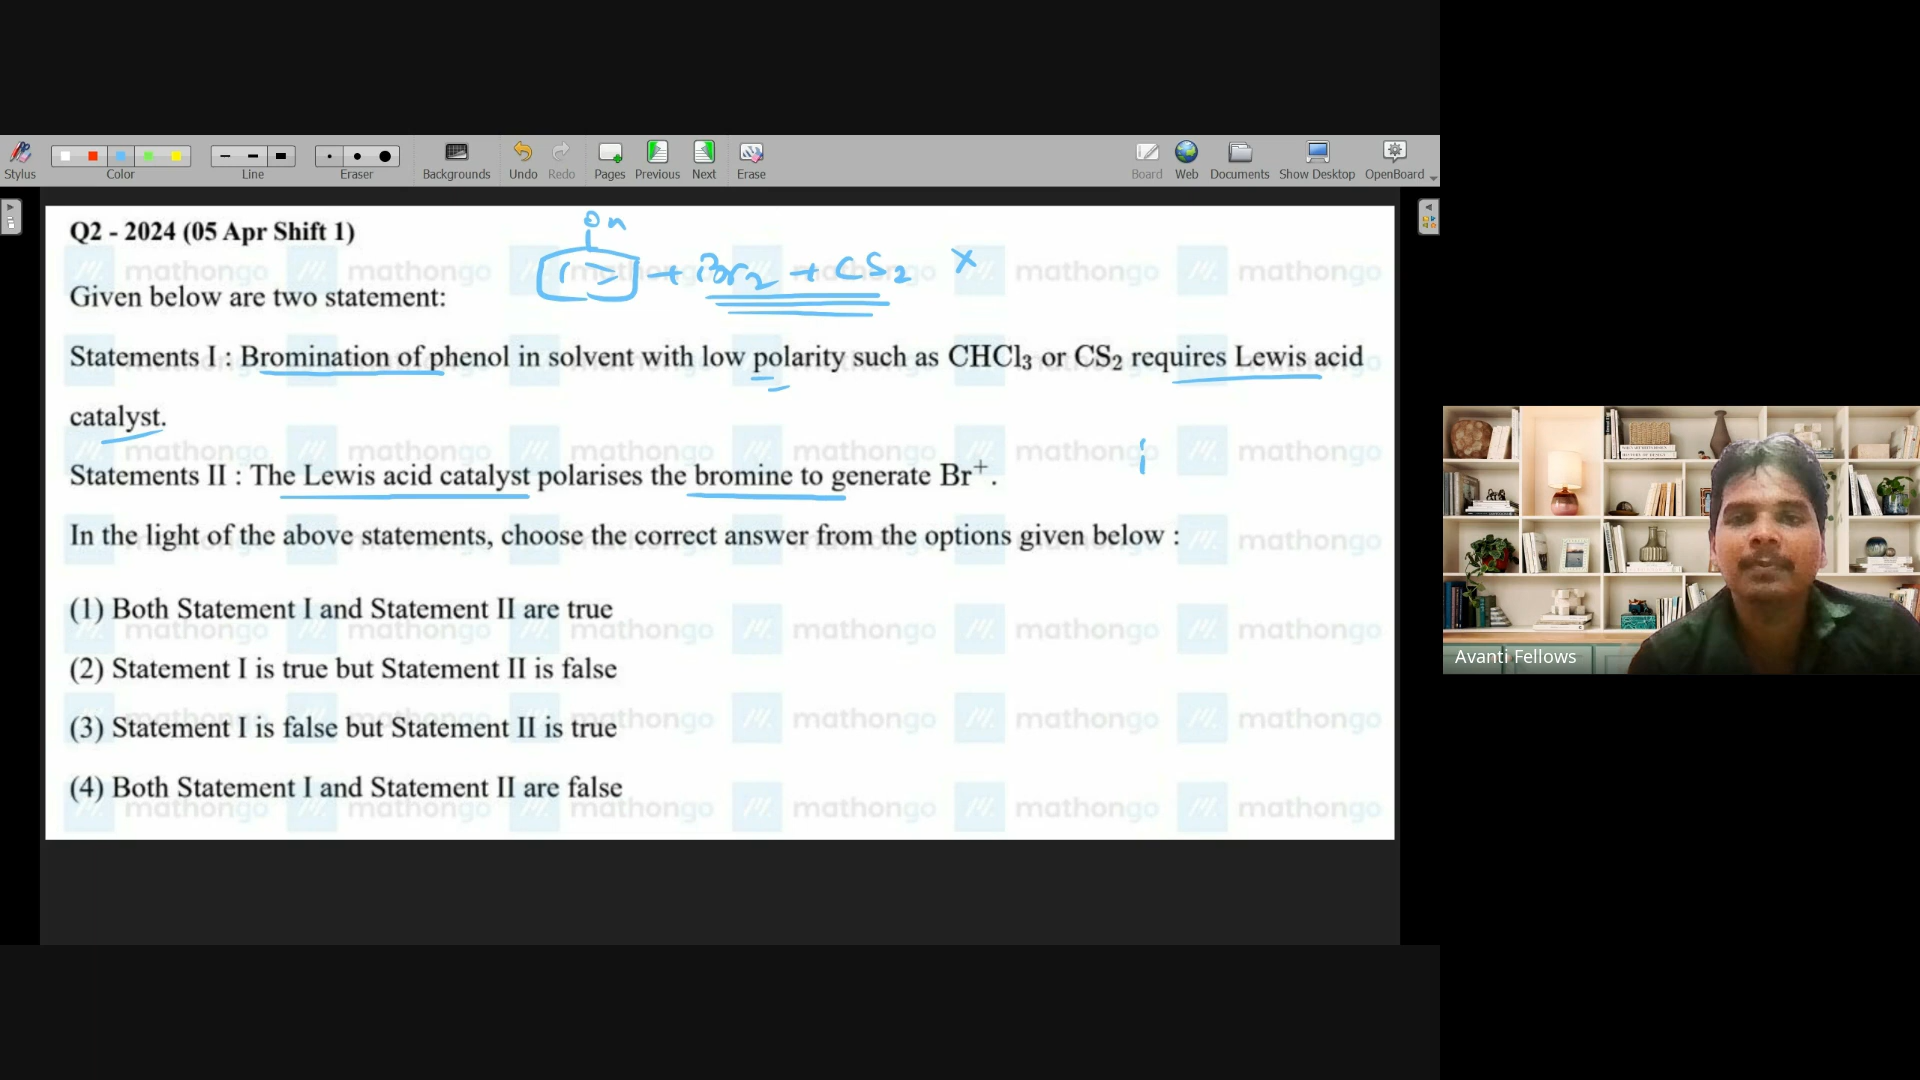 Stylus
Color
Line
Eraser
Backgrounds
Undo
Redo
Pages
Previous
Next
Erase
Board
Web
Documents
Show Desktop
OpenBoard
Q2 - 2024 (05 Apr Shift 1)
+ Br2 + CS2 X
Given below are two statement:
Statements I : Bromination of phenol in solvent with low polarity such as CHCl₃ or CS₂ requires Lewis acid
catalyst.
Statements II : The Lewis acid catalyst polarises the bromine to generate Br⁺.
In the light of the above statements, choose the correct answer from the options given below :
(1) Both Statement I and Statement II are true
(2) Statement I is true but Statement II is false
(3) Statement I is false but Statement II is true
(4) Both Statement I and Statement II are false
mathongo
Avanti Fellows